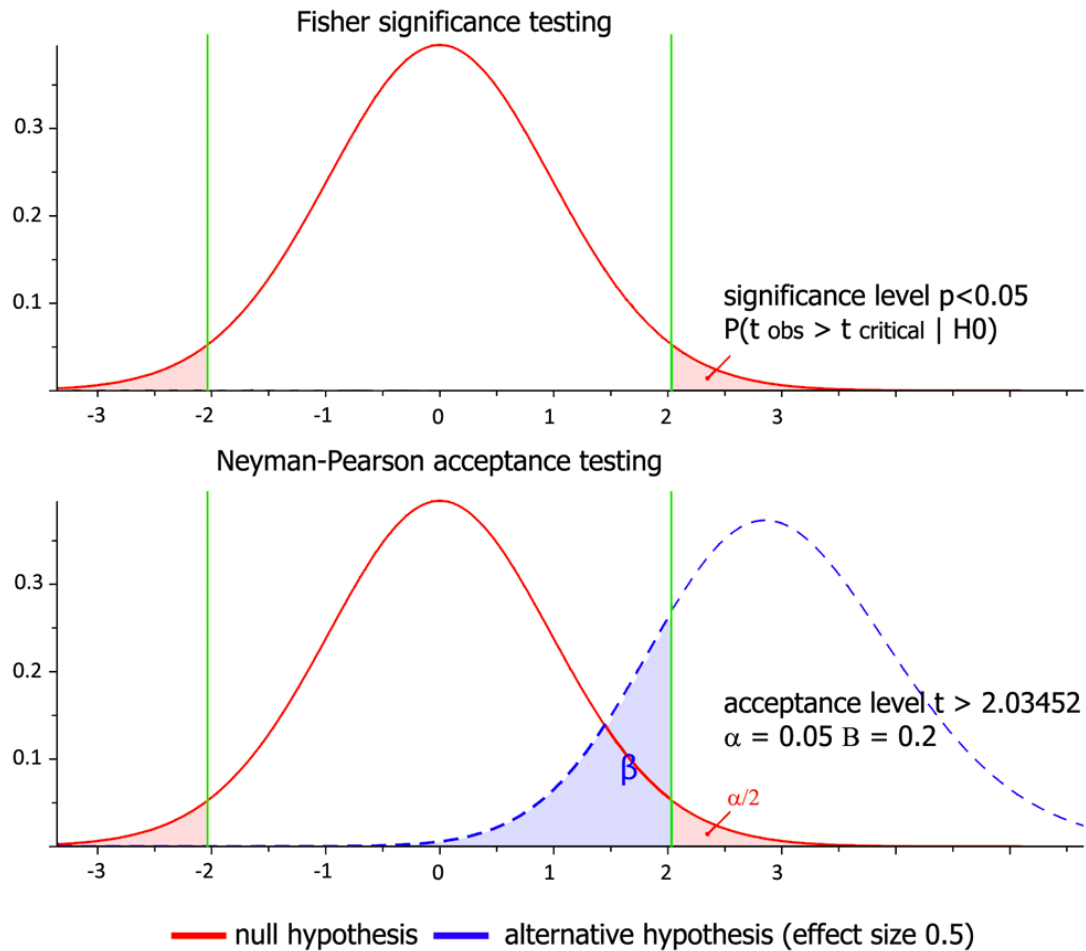 Fisher significance testing
0.3
0.2
0.1
significance level p<0.05
P(t obs > t critical | H0)
-3 -2 -1 0 1 2 3
Neyman-Pearson acceptance testing
0.3
0.2
0.1
acceptance level t > 2.03452
α = 0.05 B = 0.2
β
α/2
-3 -2 -1 0 1 2 3
null hypothesis alternative hypothesis (effect size 0.5)